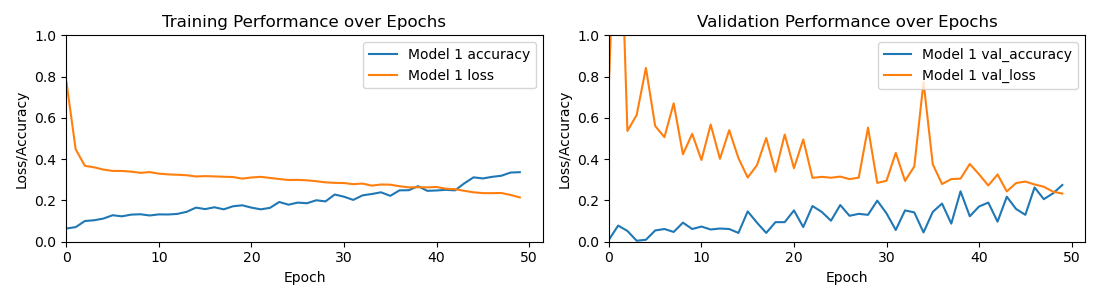 Training Performance over Epochs
Model 1 accuracy
Model 1 loss
Loss/Accuracy
1.0
0.8
0.6
0.4
0.2
0.0
0 10 20 30 40 50
Epoch
Validation Performance over Epochs
Model 1 val_accuracy
Model 1 val_loss
Loss/Accuracy
1.0
0.8
0.6
0.4
0.2
0.0
0 10 20 30 40 50
Epoch